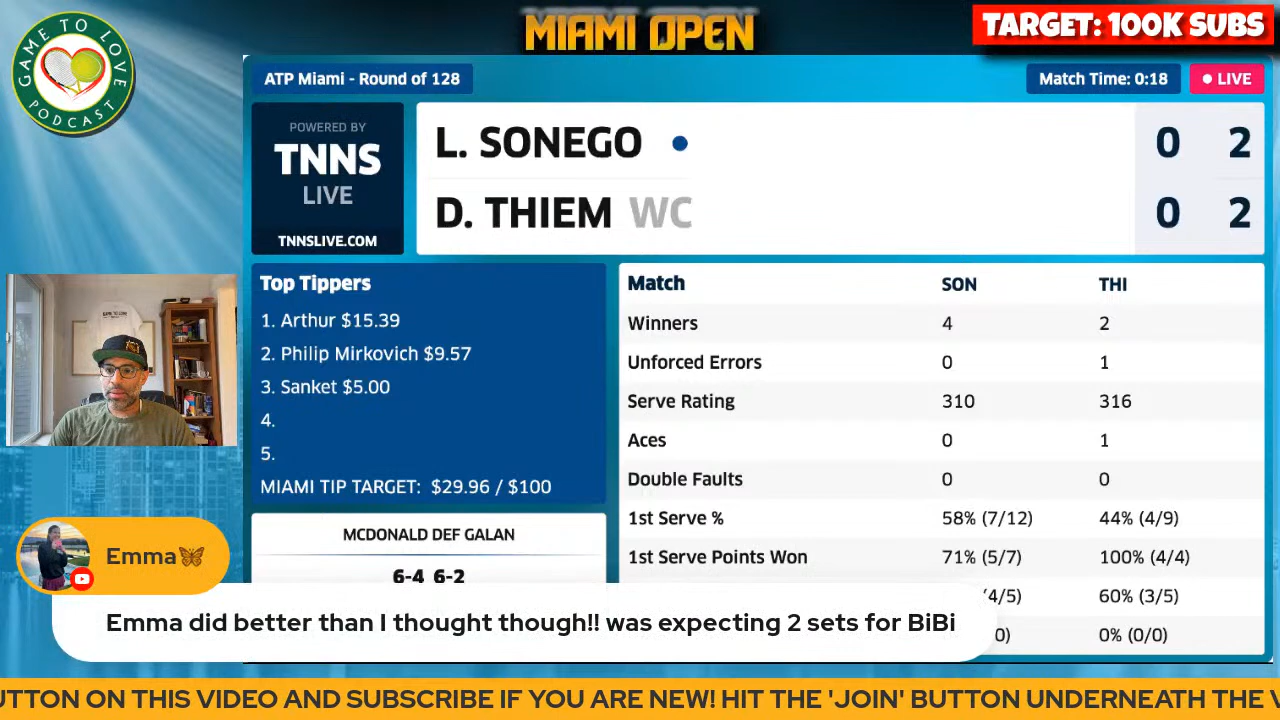 GAME TO LOVE PODCAST
MIAMI OPEN
TARGET: 100K SUBS
ATP Miami - Round of 128
Match Time: 0:18
LIVE
POWERED BY
TNNS
LIVE
TNNSLIVE.COM
L. SONEGO 0 2
D. THIEM WC 0 2
Top Tippers
1. Arthur $15.39
2. Philip Mirkovich $9.57
3. Sanket $5.00
4.
5.
MIAMI TIP TARGET: $29.96 / $100
MCDONALD DEF GALAN
6-4 6-2
Match SON THI
Winners 4 2
Unforced Errors 0 1
Serve Rating 310 316
Aces 0 1
Double Faults 0 0
1st Serve % 58% (7/12) 44% (4/9)
1st Serve Points Won 71% (5/7) 100% (4/4)
(4/5) 60% (3/5)
0) 0% (0/0)
Emma🦋
Emma did better than I thought though!! was expecting 2 sets for BiBi
UTTON ON THIS VIDEO AND SUBSCRIBE IF YOU ARE NEW! HIT THE 'JOIN' BUTTON UNDERNEATH THE V